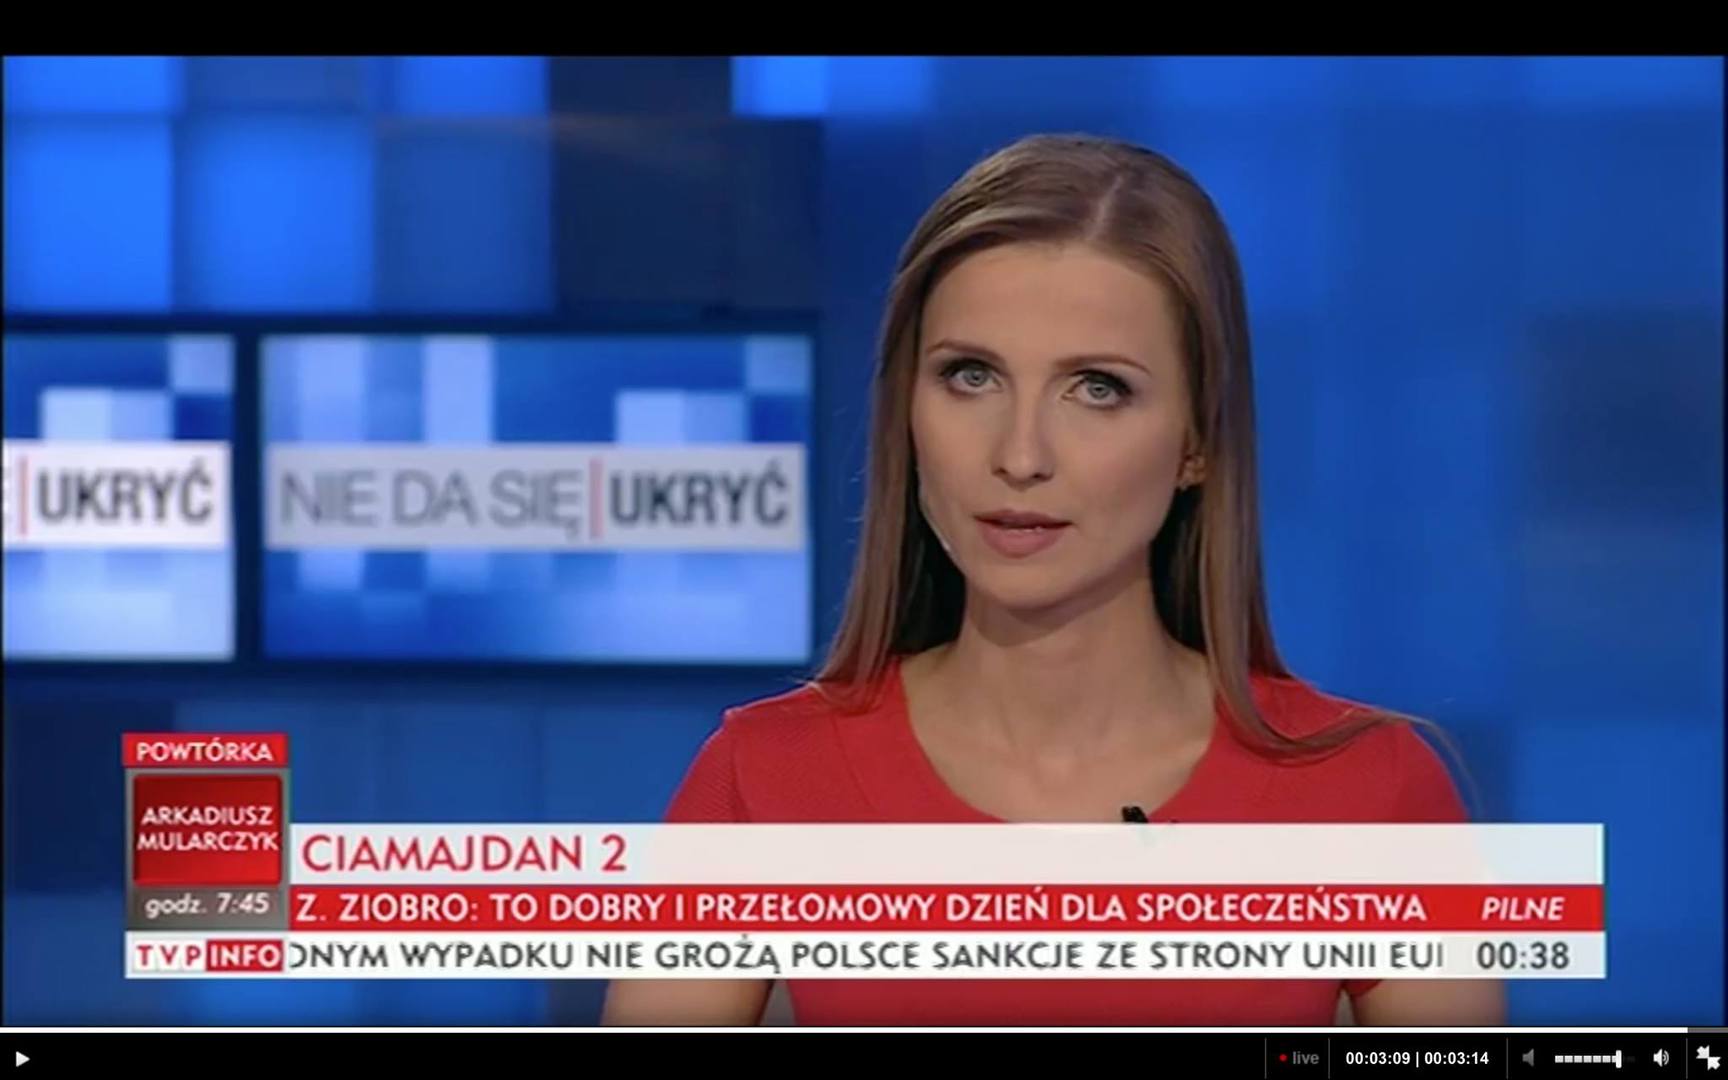 UKRYĆ
NIE DA SIĘ|UKRYĆ
POWTÓRKA
ARKADIUSZ
MULARCZYK
godz. 7:45
CIAMAJDAN 2
Z. ZIOBRO: TO DOBRY I PRZEŁOMOWY DZIEŃ DLA SPOŁECZEŃSTWA
PILNE
TVP INFO
WYPADKU NIE GROŻĄ POLSCE SANKCJE ZE STRONY UNII
00:38
live
00:03:09 | 00:03:14